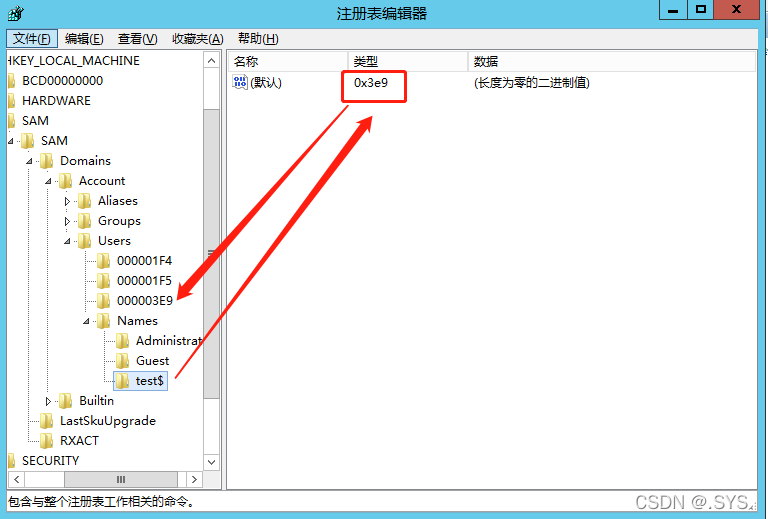 注册表编辑器
文件(F) 编辑(E) 查看(V) 收藏夹(A) 帮助(H)
HKEY_LOCAL_MACHINE
BCD00000000
HARDWARE
SAM
SAM
Domains
Account
Aliases
Groups
Users
000001F4
000001F5
000003E9
Names
Administrat
Guest
test$
Builtin
LastSkuUpgrade
RXACT
SECURITY
名称 类型 数据
(默认) 0x3e9 (长度为零的二进制值)
包含与整个注册表工作相关的命令。
CSDN @.SYS.